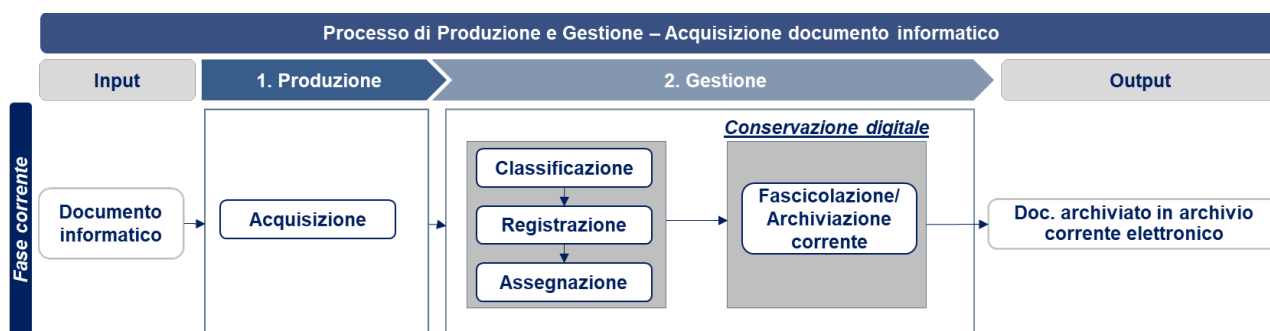 Processo di Produzione e Gestione – Acquisizione documento informatico
Input
1. Produzione
2. Gestione
Output
Fase corrente
Documento
informatico
Acquisizione
Classificazione
Registrazione
Assegnazione
Conservazione digitale
Fascicolazione/
Archiviazione
corrente
Doc. archiviato in archivio
corrente elettronico